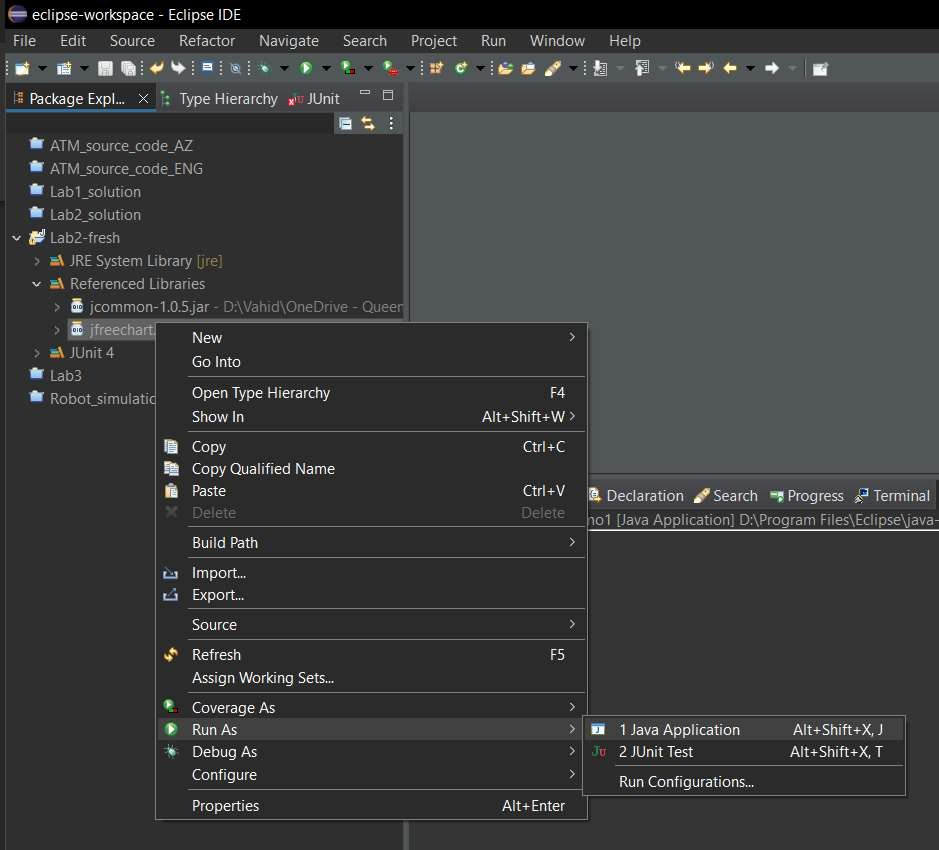 eclipse-workspace - Eclipse IDE
File Edit Source Refactor Navigate Search Project Run Window Help
Package Expl... Type Hierarchy JUnit
ATM_source_code_AZ
ATM_source_code_ENG
Lab1_solution
Lab2_solution
Lab2-fresh
JRE System Library [jre]
Referenced Libraries
jcommon-1.0.5.jar - D:\Vahid\OneDrive - Queen
jfreechart.
JUnit 4
Lab3
Robot_simulatio
New
Go Into
Open Type Hierarchy F4
Show In Alt+Shift+W
Copy Ctrl+C
Copy Qualified Name
Paste Ctrl+V
Delete Delete
Build Path
Import...
Export...
Source
Refresh F5
Assign Working Sets...
Coverage As
Run As
Debug As
Configure
Properties Alt+Enter
1 Java Application Alt+Shift+X, J
2 JUnit Test Alt+Shift+X, T
Run Configurations...
Declaration Search Progress Terminal
no1 [Java Application] D:\Program Files\Eclipse\java-